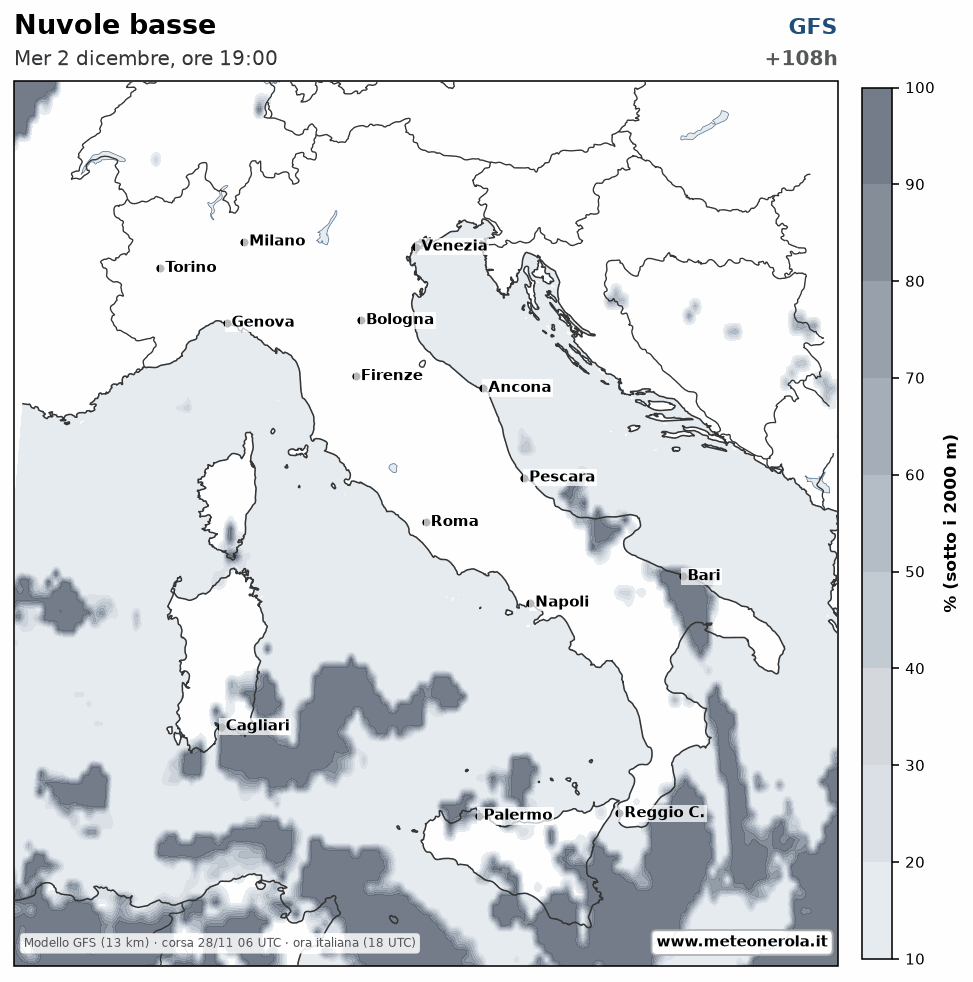 Nuvole basse
GFS
Mer 2 dicembre, ore 19:00
+108h
Milano
Venezia
Torino
Genova
Bologna
Firenze
Ancona
Pescara
Roma
Bari
Napoli
Cagliari
Palermo
Reggio C.
100
90
80
70
60
50
40
30
20
10
% (sotto i 2000 m)
Modello GFS (13 km) · corsa 28/11 06 UTC · ora italiana (18 UTC)
www.meteonerola.it